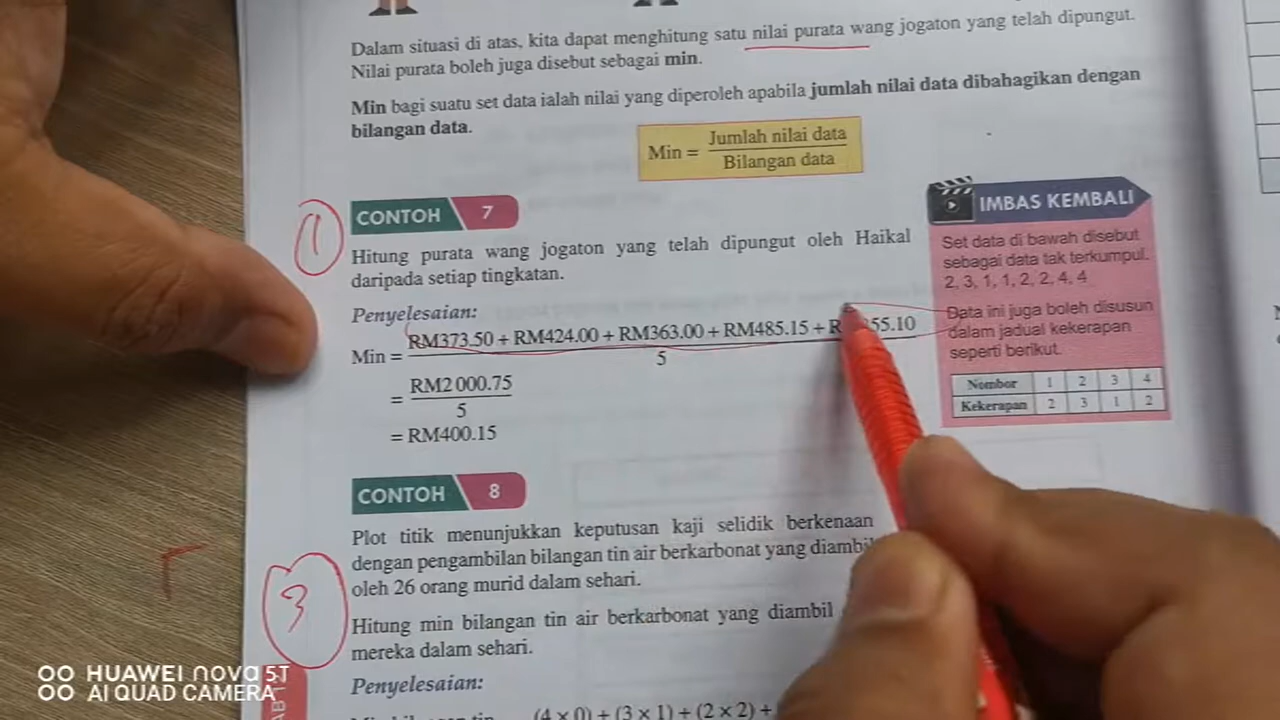 Dalam situasi di atas, kita dapat menghitung satu nilai purata wang jogaton yang telah dipungut.
Nilai purata boleh juga disebut sebagai min.
Min bagi suatu set data ialah nilai yang diperoleh apabila jumlah nilai data dibahagikan dengan
bilangan data.
Min = Jumlah nilai data
Bilangan data
1
CONTOH 7
Hitung purata wang jogaton yang telah dipungut oleh Haikal
daripada setiap tingkatan.
Penyelesaian:
Min = RM373.50 + RM424.00 + RM363.00 + RM485.15 + R 55.10
5
= RM2 000.75
5
= RM400.15
IMBAS KEMBALI
Set data di bawah disebut
sebagai data tak terkumpul.
2, 3, 1, 1, 2, 2, 4, 4
Data ini juga boleh disusun
dalam jadual kekerapan
seperti berikut.
Nombor 1 2 3 4
Kekerapan 2 3 1 2
CONTOH 8
Plot titik menunjukkan keputusan kaji selidik berkenaan
dengan pengambilan bilangan tin air berkarbonat yang
oleh 26 orang murid dalam sehari.
3
Hitung min bilangan tin air berkarbonat yang diambil
mereka dalam sehari.
Penyelesaian:
(4 × 0) + (3 × 1) + (2 × 2) +
HUAWEI nova 5T
AI QUAD CAMERA